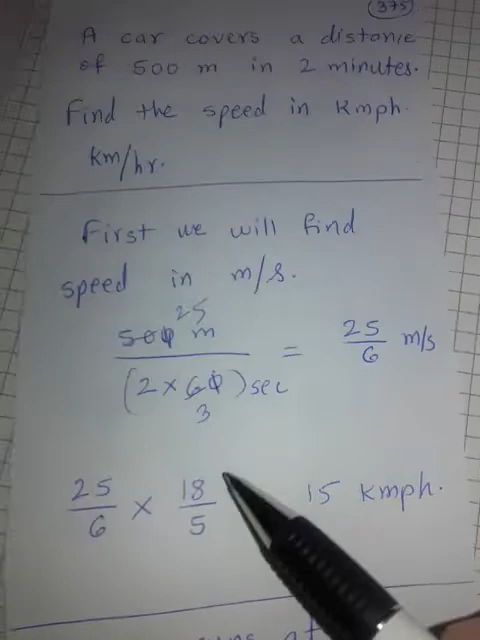 375
A car covers a distance
of 500 m in 2 minutes.
Find the speed in kmph.
km/hr.
First we will find
speed in m/s.
25
500 m
(2 × 60) sec
3
= 25/6 m/s
25/6 × 18/5 15 kmph.